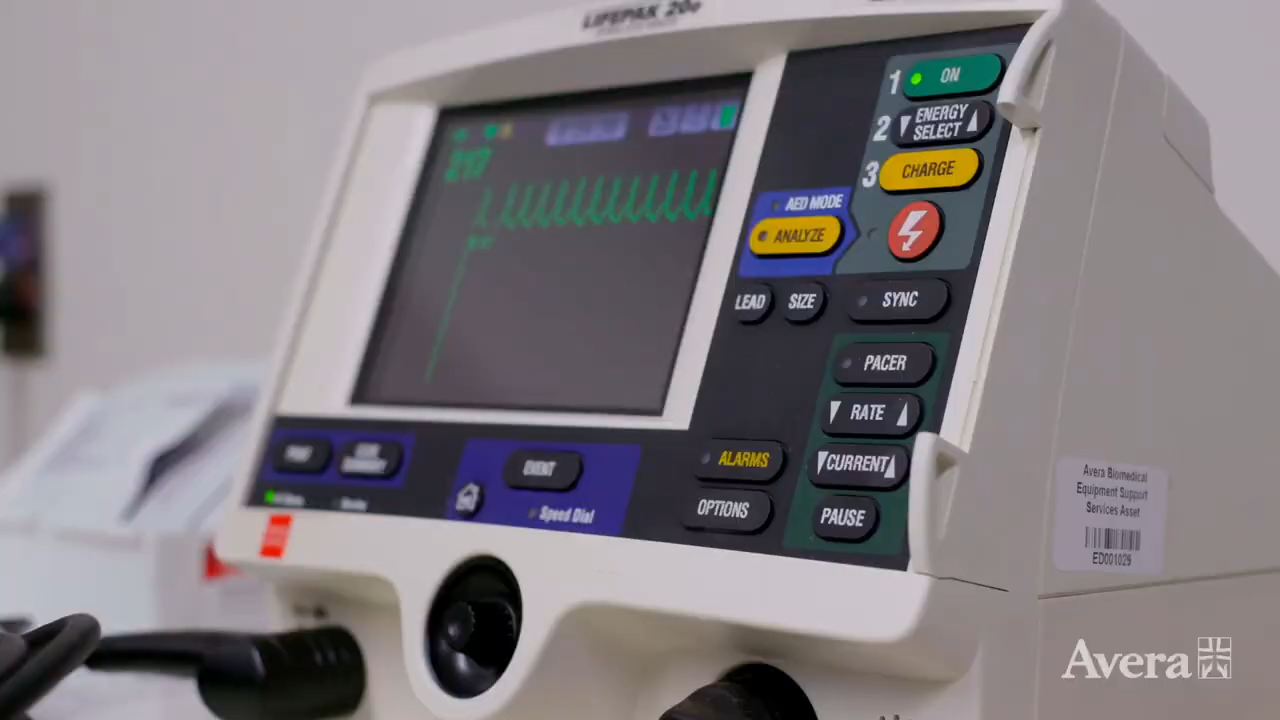 LIFEPAK 20e
217
1 ON
2 ENERGY
SELECT
3 CHARGE
AED MODE
ANALYZE
LEAD
SIZE
SYNC
PACER
RATE
CURRENT
PAUSE
ALARMS
OPTIONS
EVENT
Speed Dial
Avera Biomedical
Equipment Support
Services Asset
ED001029
Avera